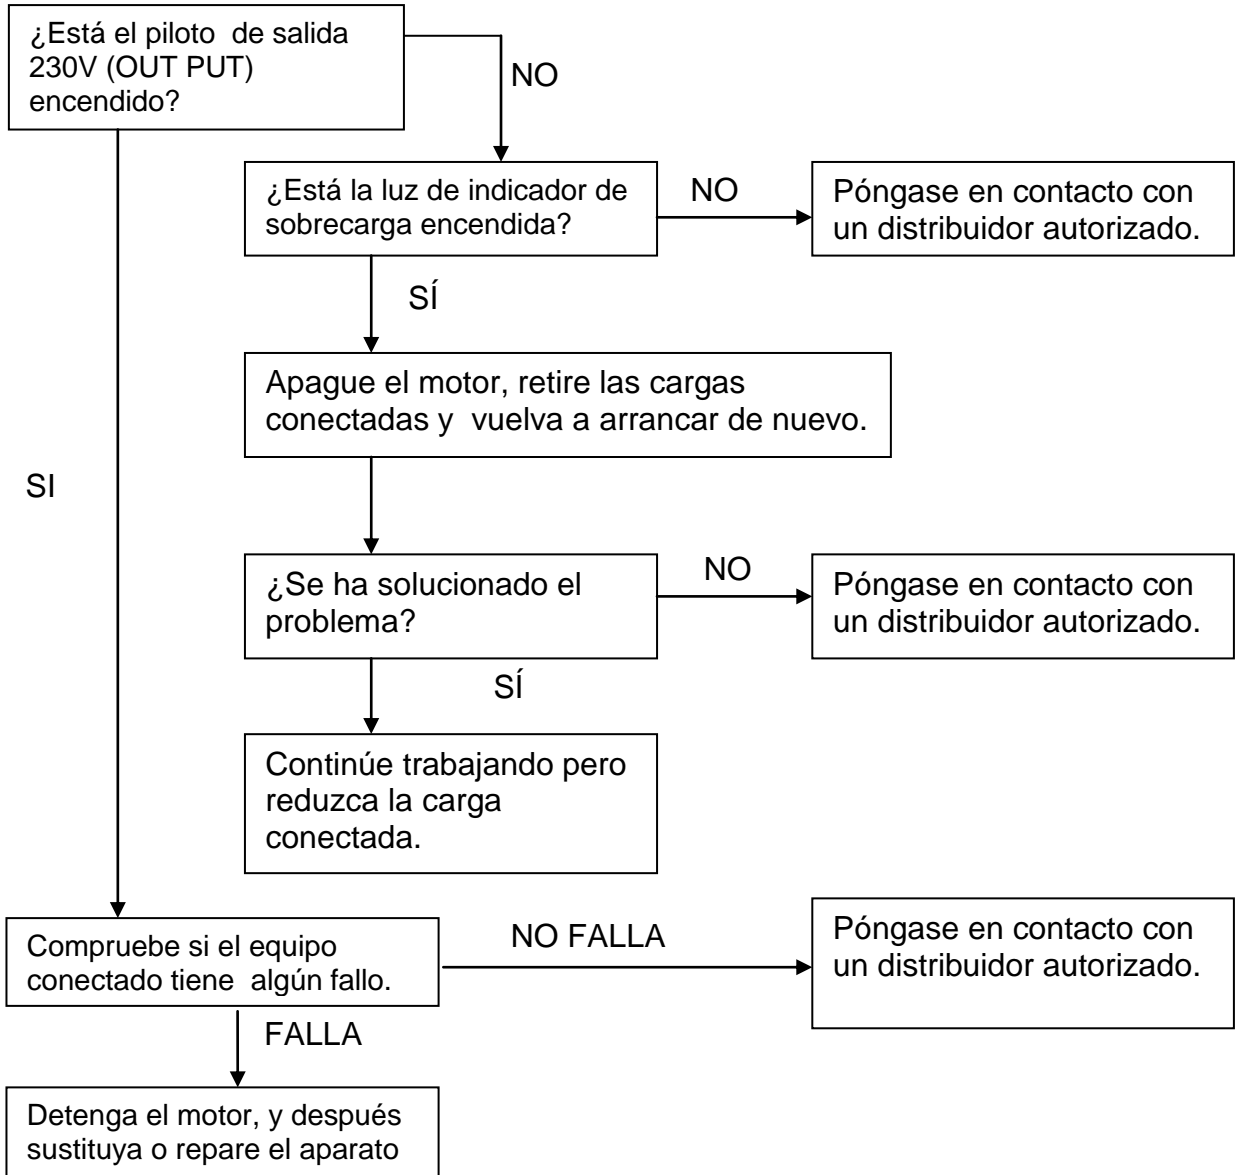 ¿Está el piloto de salida
230V (OUT PUT)
encendido?
NO
¿Está la luz de indicador de
sobrecarga encendida?
NO
Póngase en contacto con
un distribuidor autorizado.
SÍ
Apague el motor, retire las cargas
conectadas y vuelva a arrancar de nuevo.
SI
¿Se ha solucionado el
problema?
NO
Póngase en contacto con
un distribuidor autorizado.
SÍ
Continúe trabajando pero
reduzca la carga
conectada.
Compruebe si el equipo
conectado tiene algún fallo.
NO FALLA
Póngase en contacto con
un distribuidor autorizado.
FALLA
Detenga el motor, y después
sustituya o repare el aparato